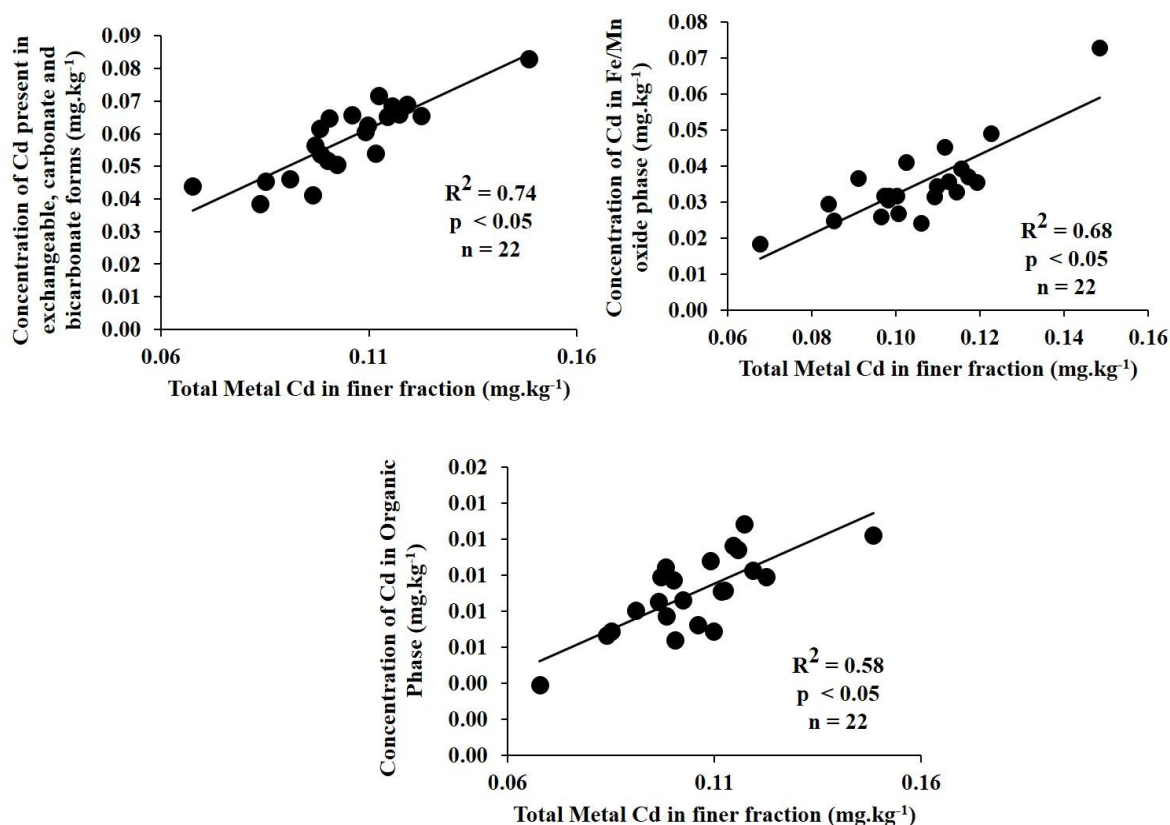 Concentration of Cd present in
exchangeable, carbonate and
bicarbonate forms (mg.kg⁻¹)
0.09
0.08
0.07
0.06
0.05
0.04
0.03
0.02
0.01
0.00
R² = 0.74
p < 0.05
n = 22
0.06
0.11
0.16
Total Metal Cd in finer fraction (mg.kg⁻¹)
Concentration of Cd in Fe/Mn
oxide phase (mg.kg⁻¹)
0.08
0.07
0.06
0.05
0.04
0.03
0.02
0.01
0.00
R² = 0.68
p < 0.05
n = 22
0.06
0.08
0.10
0.12
0.14
0.16
Total Metal Cd in finer fraction (mg.kg⁻¹)
Concentration of Cd in Organic
Phase (mg.kg⁻¹)
0.02
0.01
0.01
0.01
0.01
0.01
0.00
0.00
0.00
R² = 0.58
p < 0.05
n = 22
0.06
0.11
0.16
Total Metal Cd in finer fraction (mg.kg⁻¹)